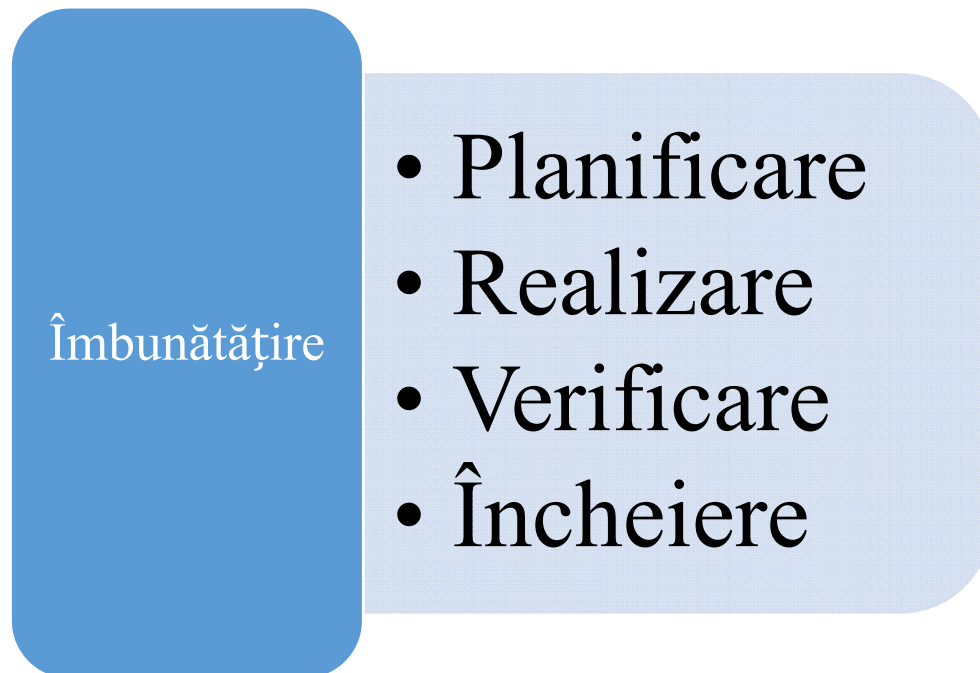 Îmbunătățire
• Planificare
• Realizare
• Verificare
• Încheiere